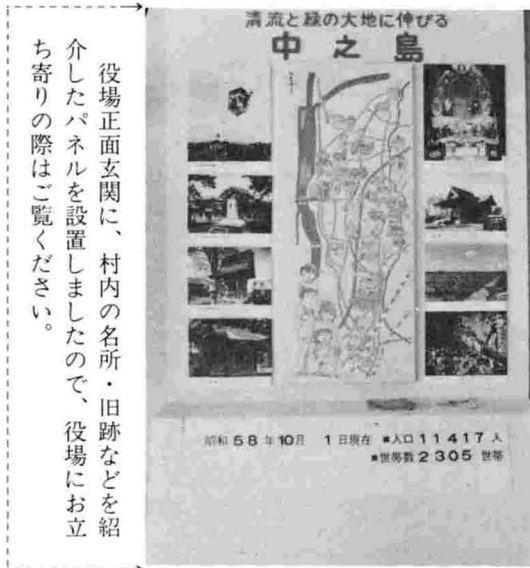 役場正面玄関に、村内の名所・旧跡などを紹
介したパネルを設置しましたので、役場にお立
ち寄りの際はご覧ください。
清流と緑の大地に伸びる
中之島
昭和58年10月 1日現在 ■人口11417人
■世帯数2305世帯